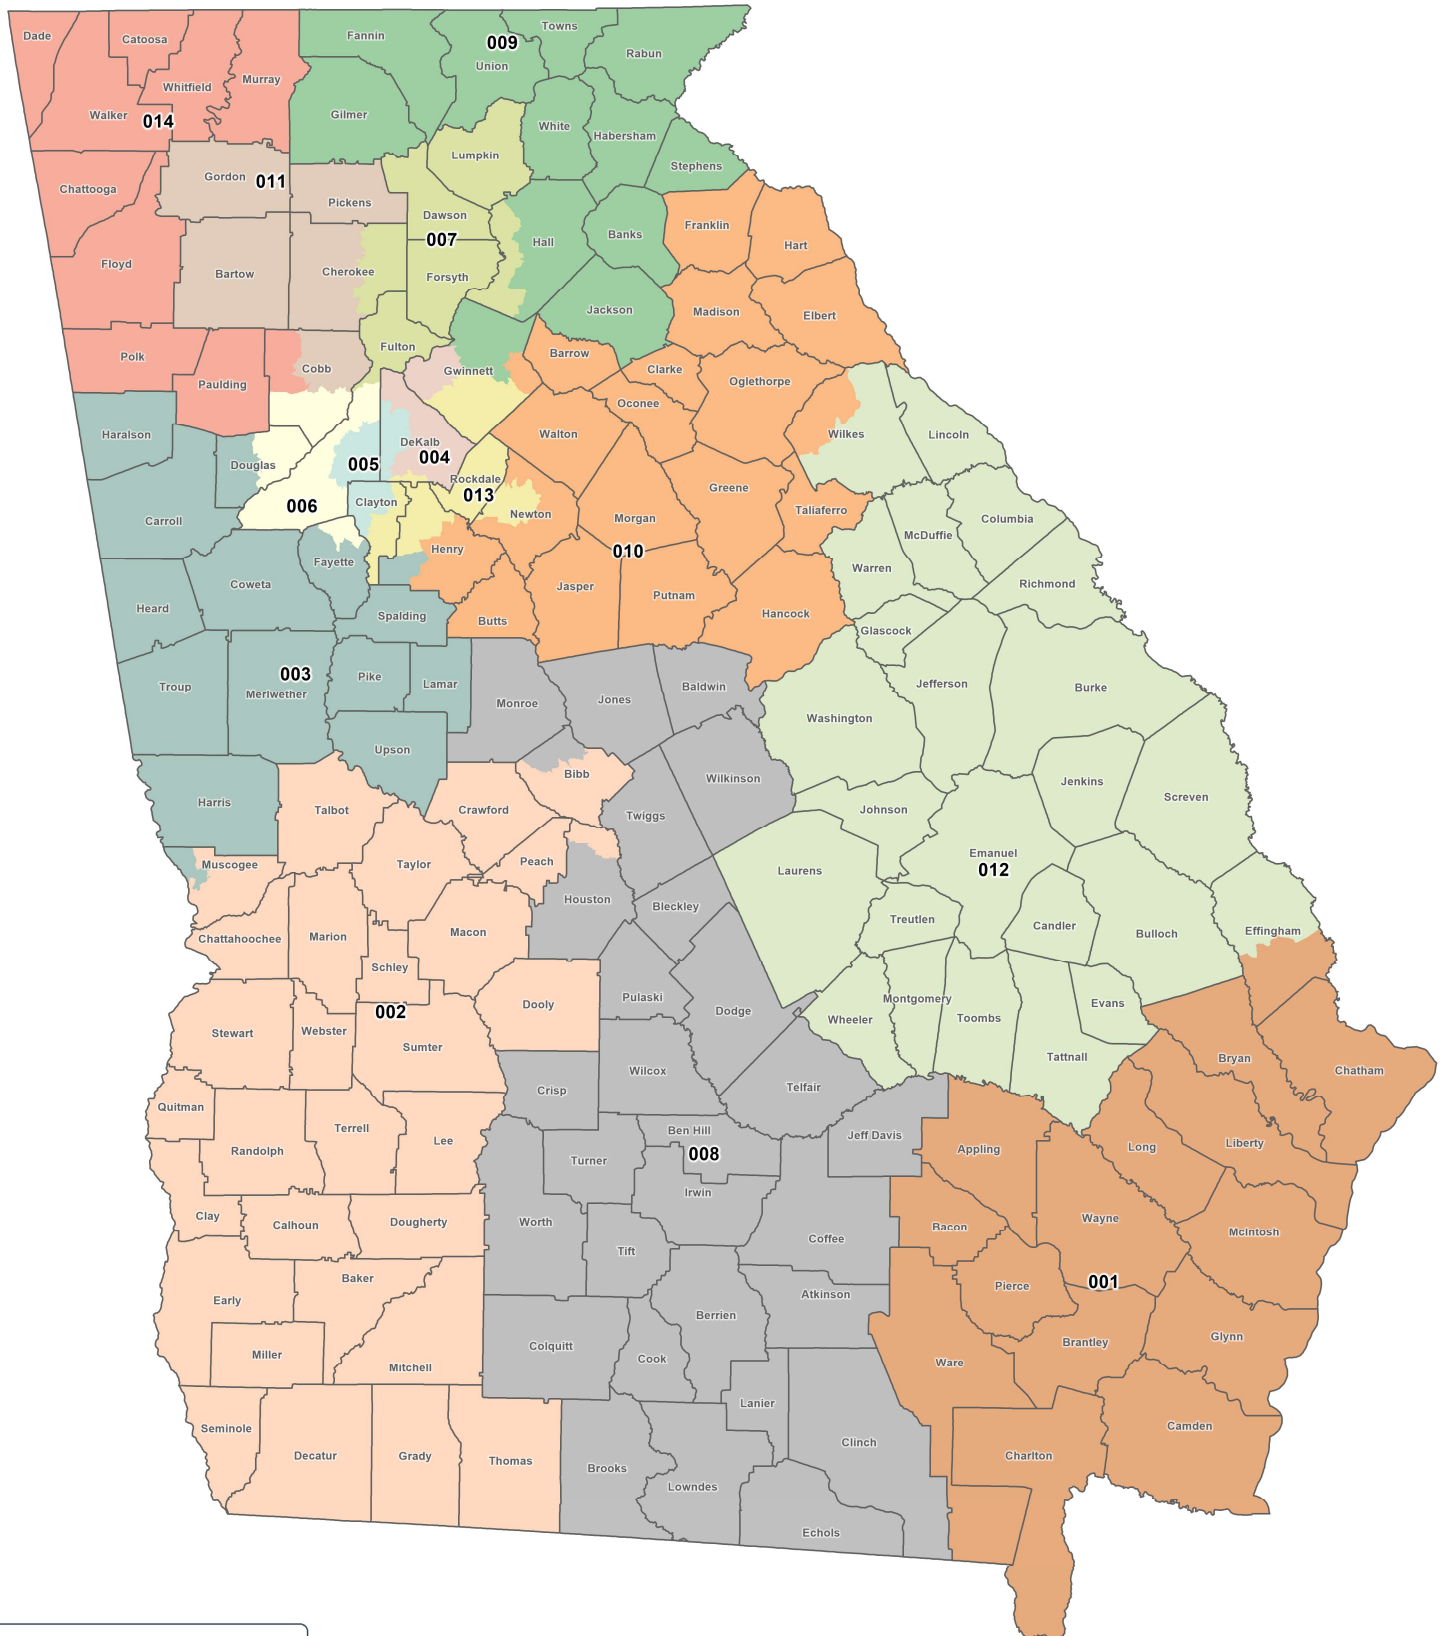 Dade
Catoosa
Whitfield
Murray
Walker
014
Fannin
009
Towns
Union
Rabun
Gilmer
White
Habersham
Lumpkin
Stephens
Chattooga
Gordon
011
Pickens
Dawson
007
Hall
Banks
Franklin
Hart
Floyd
Bartow
Cherokee
Forsyth
Jackson
Madison
Elbert
Polk
Paulding
Cobb
Fulton
Gwinnett
Barrow
Clarke
Oglethorpe
Oconee
Haralson
Douglas
DeKalb
005
004
Walton
Wilkes
Lincoln
Rockdale
013
Carroll
006
Clayton
Newton
Greene
Morgan
Taliaferro
Columbia
McDuffie
Fayette
Henry
010
Warren
Richmond
Heard
Coweta
Spalding
Butts
Jasper
Putnam
Hancock
Glascock
Troup
003
Meriwether
Pike
Lamar
Monroe
Jones
Baldwin
Jefferson
Burke
Washington
Upson
Bibb
Wilkinson
Jenkins
Screven
Harris
Talbot
Crawford
Twiggs
Johnson
Muscogee
Taylor
Peach
Laurens
Emanuel
012
Houston
Bleckley
Treutlen
Candler
Bulloch
Effingham
Chattahoochee
Marion
Macon
Schley
Dooly
Pulaski
Dodge
Wheeler
Montgomery
Toombs
Evans
Stewart
Webster
002
Sumter
Tattnall
Bryan
Chatham
Quitman
Crisp
Wilcox
Telfair
Randolph
Terrell
Lee
Turner
Ben Hill
008
Jeff Davis
Appling
Long
Liberty
Clay
Calhoun
Dougherty
Worth
Irwin
Tift
Coffee
Bacon
Wayne
McIntosh
Early
Baker
Atkinson
Pierce
001
Miller
Mitchell
Colquitt
Cook
Berrien
Ware
Brantley
Glynn
Seminole
Decatur
Grady
Thomas
Brooks
Lanier
Lowndes
Clinch
Echols
Charlton
Camden